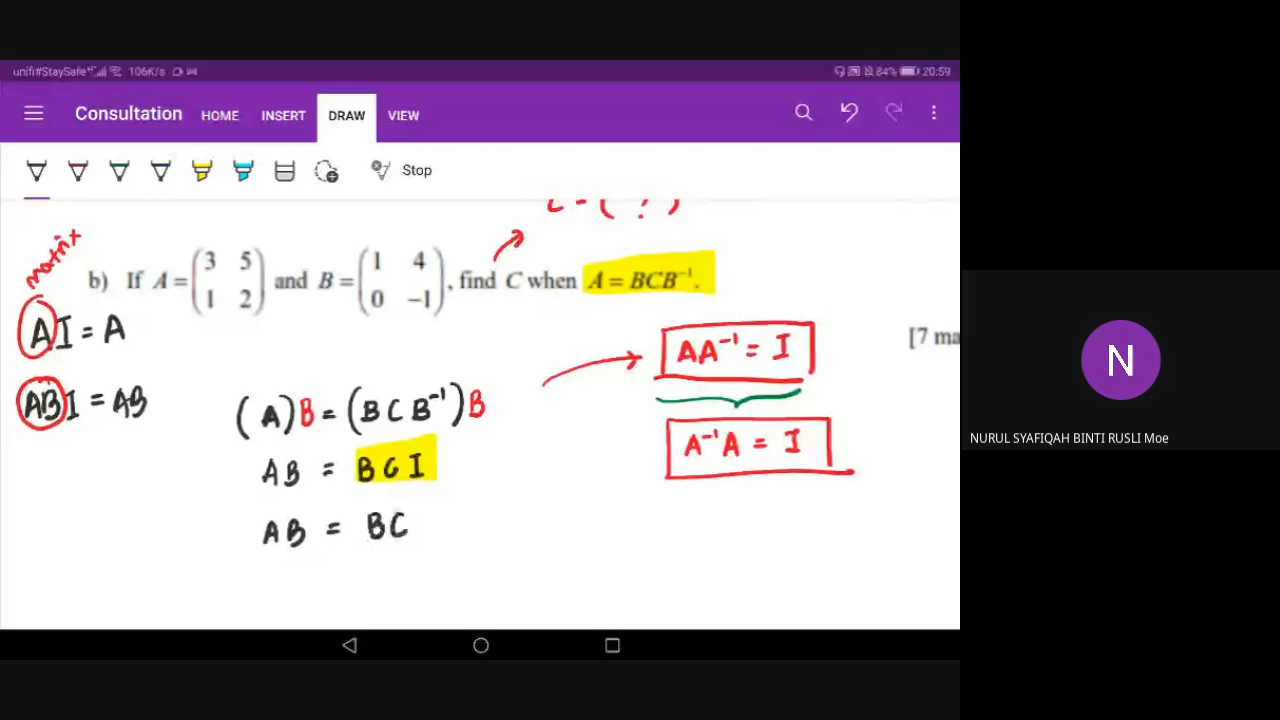 unifi#StaySafe 106K/s 84% 20:59
Consultation HOME INSERT DRAW VIEW
Stop
C = ( ? )
matrix
b) If A = (3 5 1 2) and B = (1 4 0 −1), find C when A = BCB⁻¹.
[7 ma
AI = A
AA⁻¹ = I
ABI = AB
(A)B = (BCB⁻¹)B
A⁻¹A = I
AB = BCI
AB = BC
N
NURUL SYAFIQAH BINTI RUSLI Moe